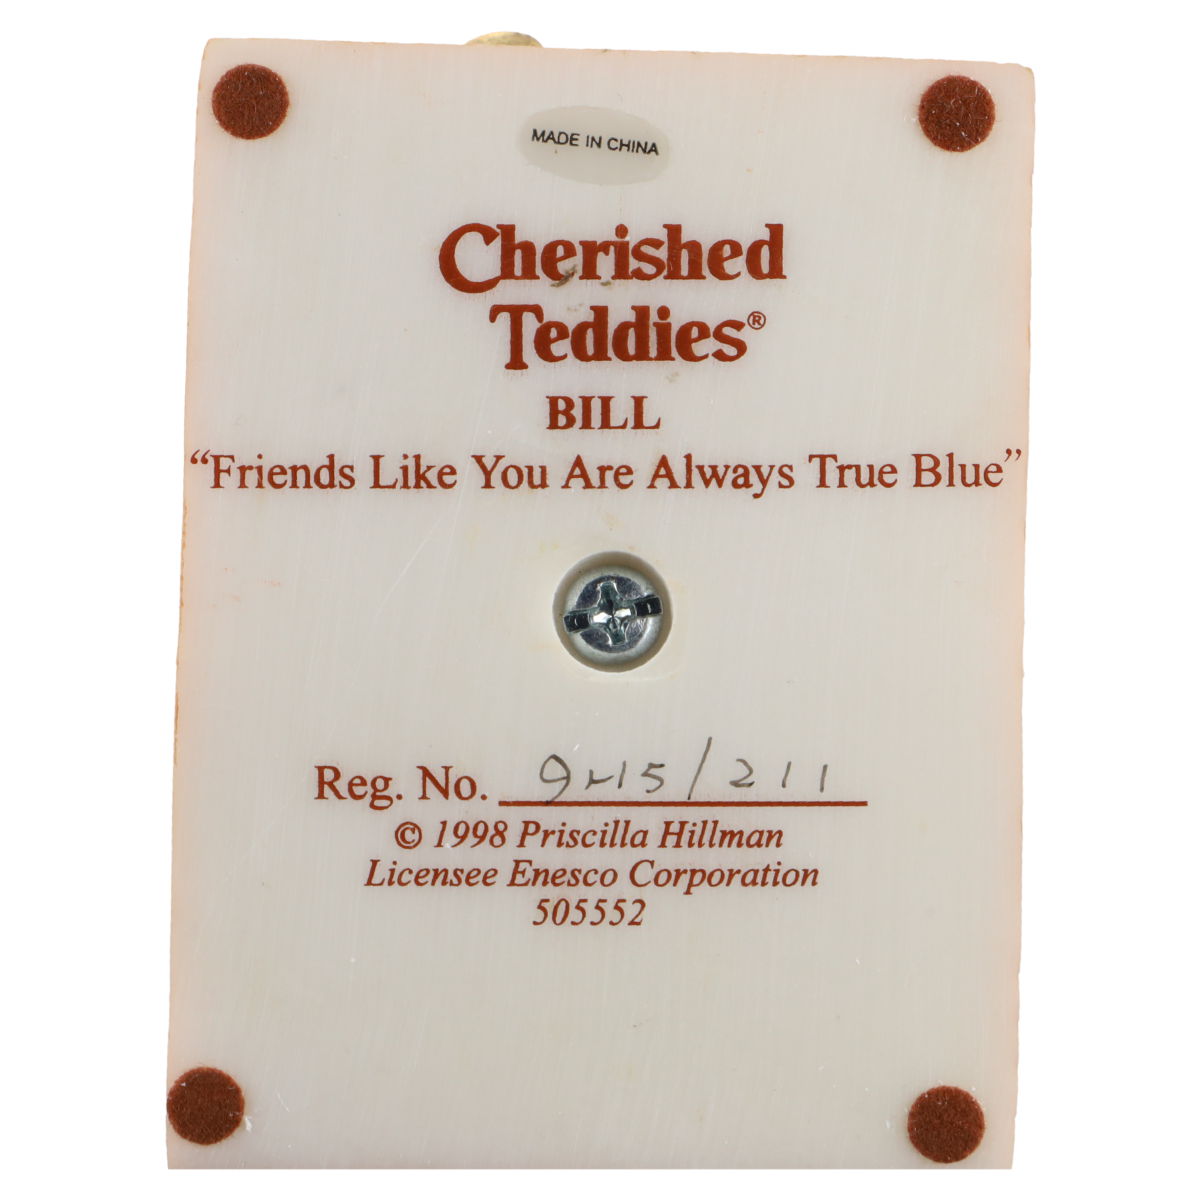 MADE IN CHINA
Cherished
Teddies®
BILL
“Friends Like You Are Always True Blue”
Reg. No. /211
© 1998 Priscilla Hillman
Licensee Enesco Corporation
505552